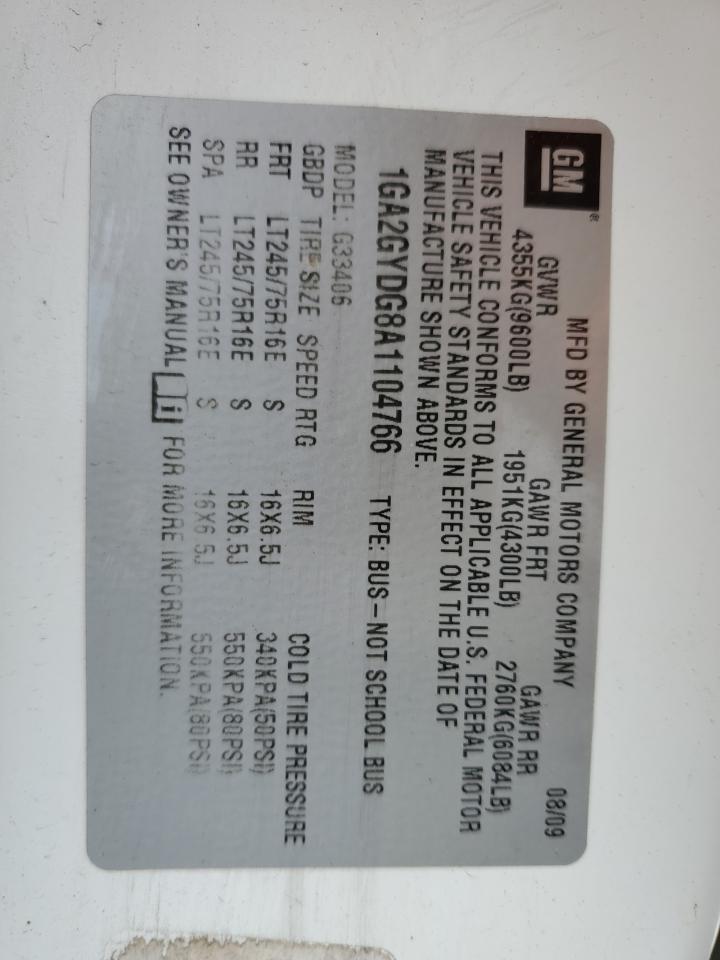 GM®
MFD BY GENERAL MOTORS COMPANY 08/09
GVWR GAWR FRT GAWR RR
4355KG(9600LB) 1951KG(4300LB) 2760KG(6084LB)
THIS VEHICLE CONFORMS TO ALL APPLICABLE U.S. FEDERAL MOTOR
VEHICLE SAFETY STANDARDS IN EFFECT ON THE DATE OF
MANUFACTURE SHOWN ABOVE.
1GA2GYDG8A1104766 TYPE: BUS-NOT SCHOOL BUS
MODEL: G33406
GBDP TIRE SIZE SPEED RTG RIM COLD TIRE PRESSURE
FRT LT245/75R16E S 16X6.5J 340KPA(50PSI)
RR LT245/75R16E S 16X6.5J 550KPA(80PSI)
SPA LT245/75R16E S 16X6.5J 550KPA(80PSI)
SEE OWNER'S MANUAL i FOR MORE INFORMATION.